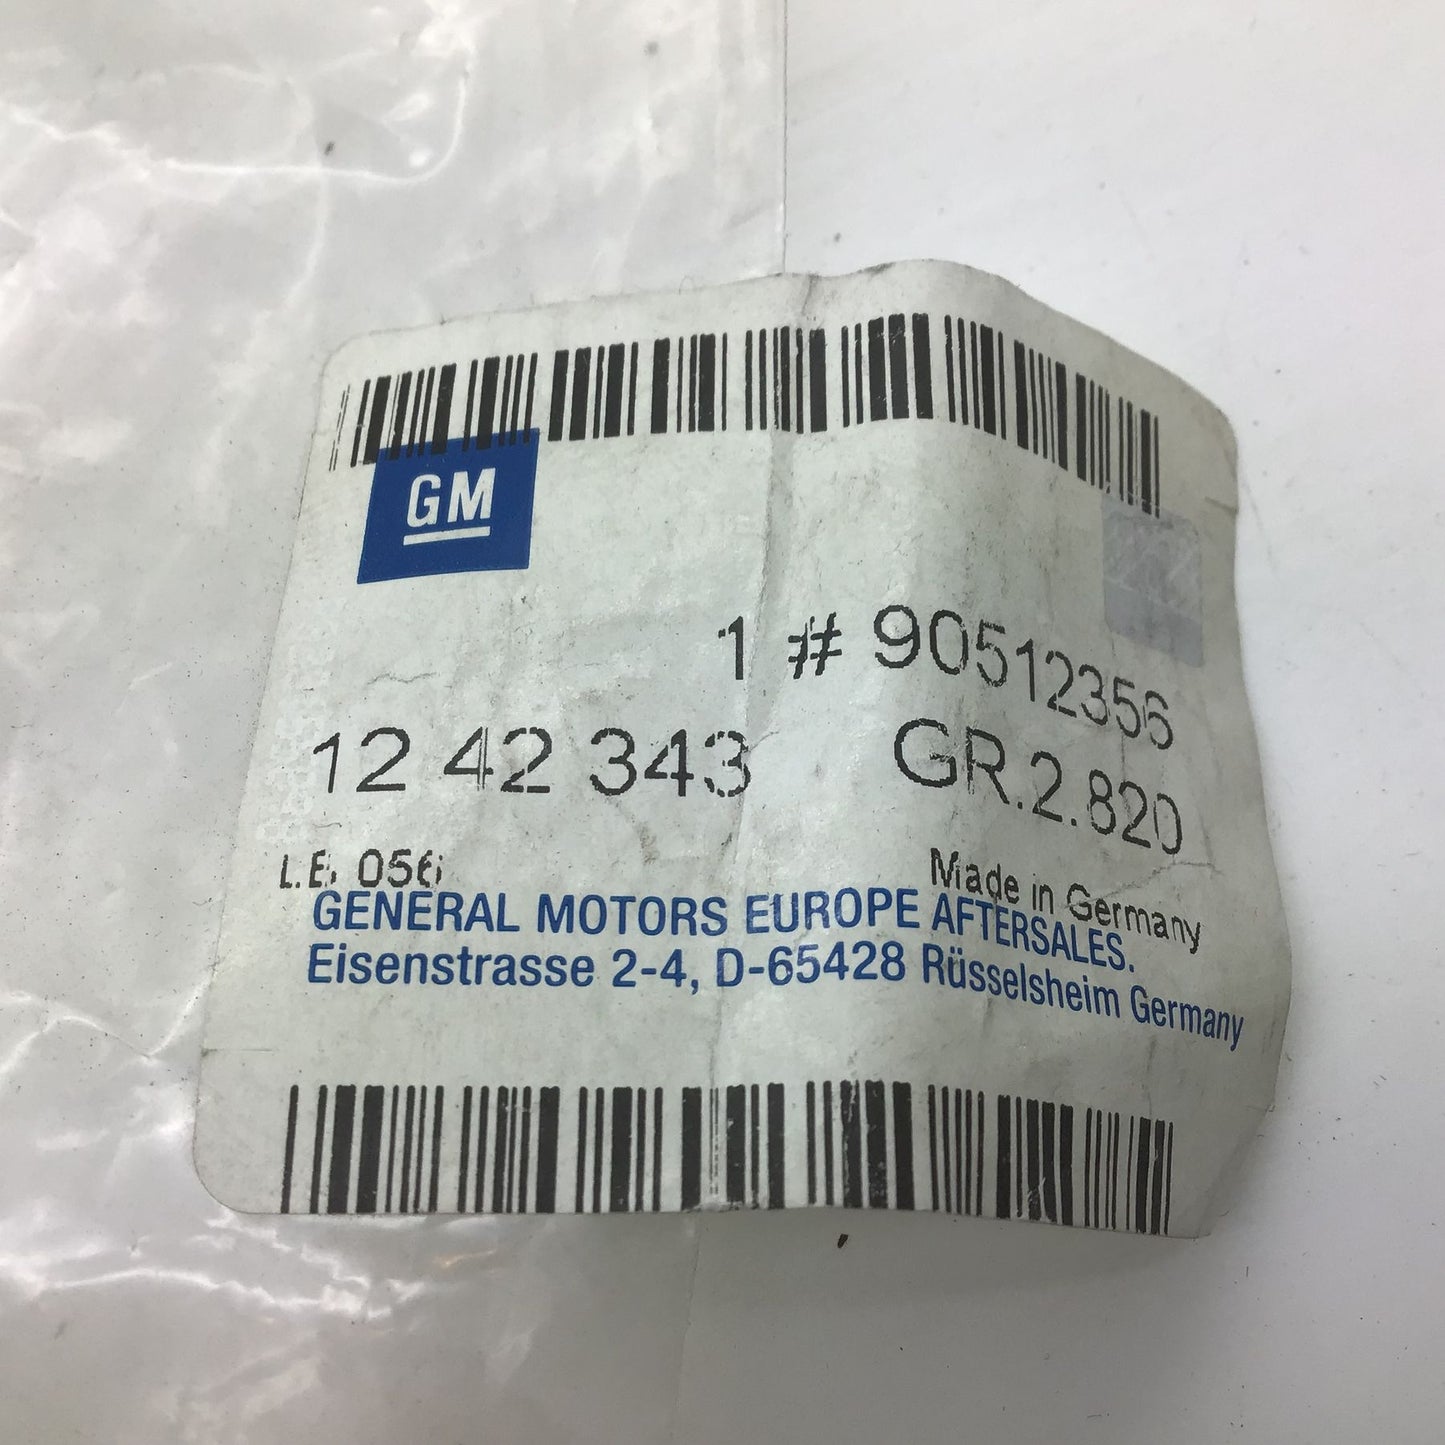 GM
1 # 90512356
12 42 343 GR.2.820
056 Made in Germany
GENERAL MOTORS EUROPE AFTERSALES.
Eisenstrasse 2-4, D-65428 Rüsselsheim Germany